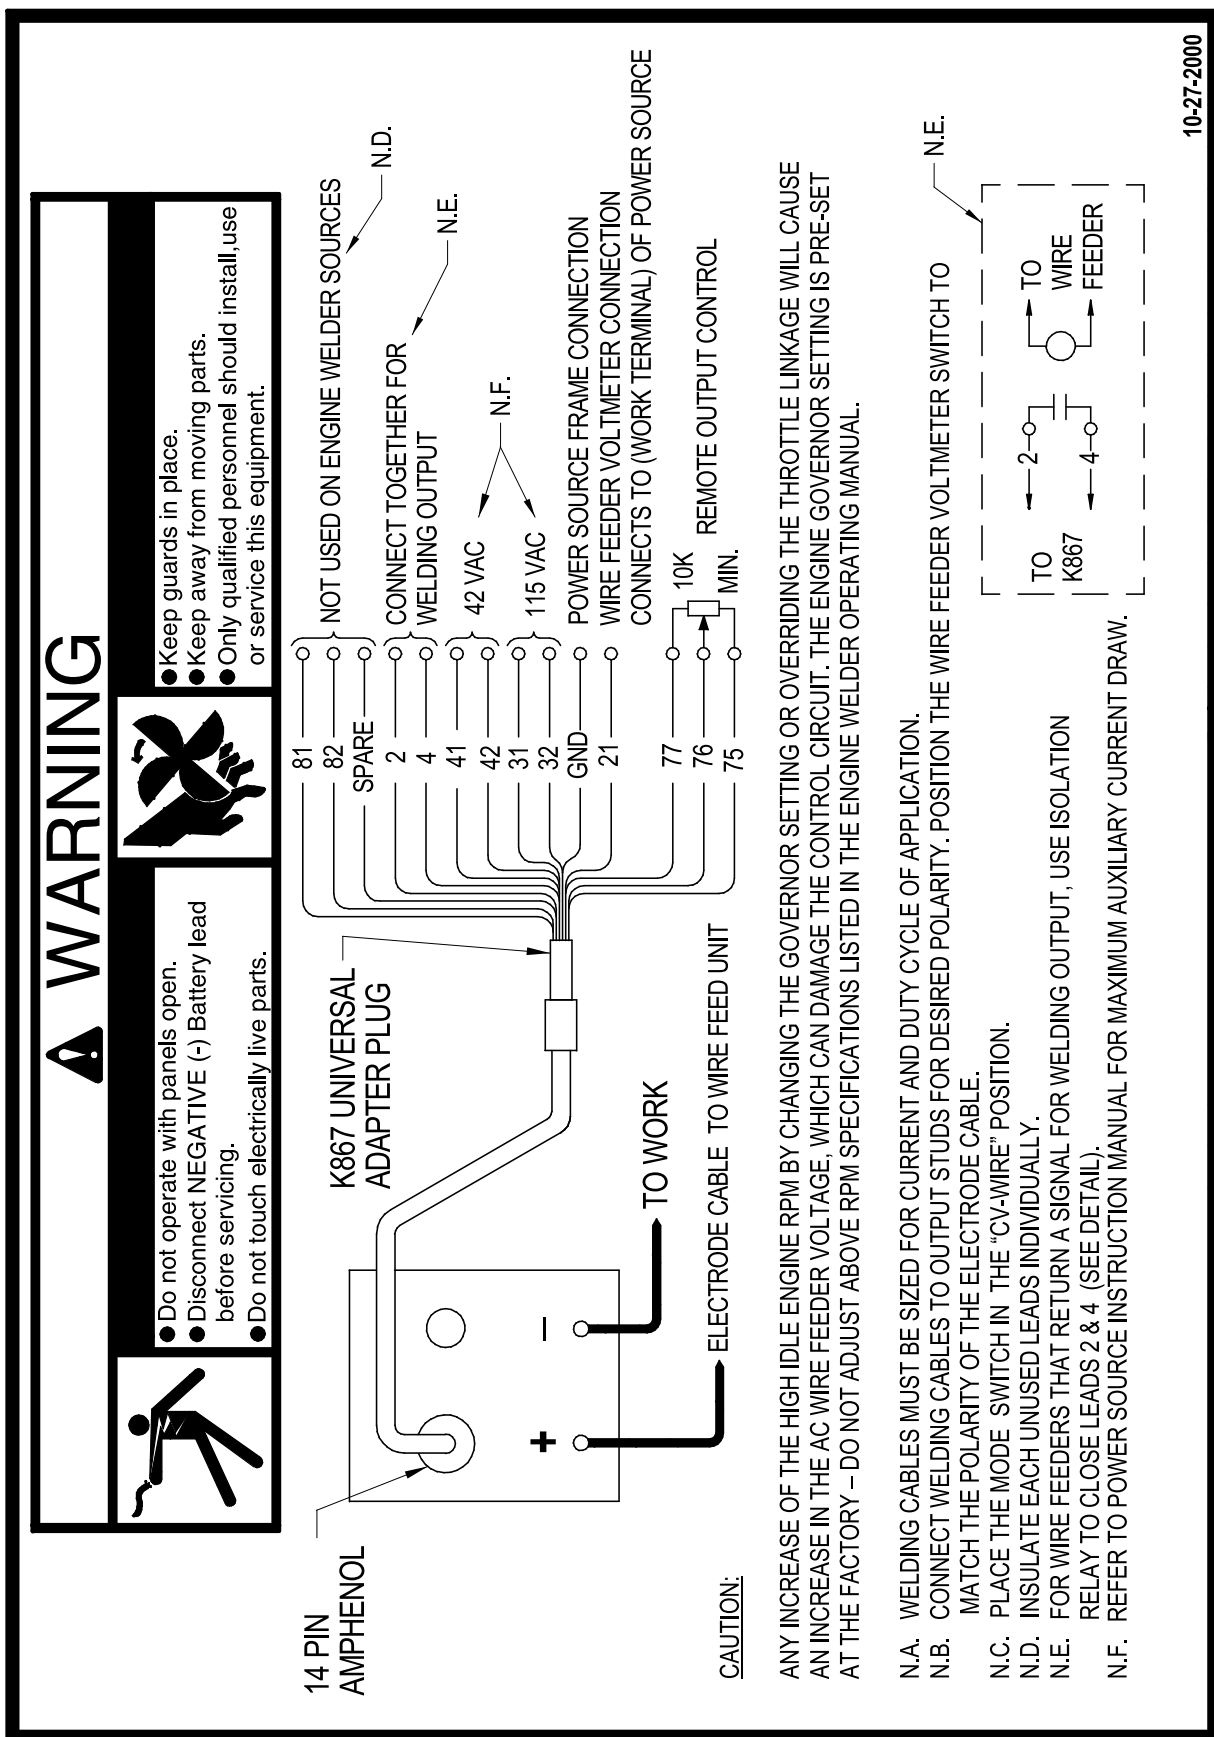 WARNING
● Do not operate with panels open.
● Disconnect NEGATIVE (-) Battery lead
before servicing.
● Do not touch electrically live parts.
● Keep guards in place.
● Keep away from moving parts.
● Only qualified personnel should install,use
or service this equipment.
14 PIN
AMPHENOL
K867 UNIVERSAL
ADAPTER PLUG
+
−
TO WORK
ELECTRODE CABLE TO WIRE FEED UNIT
81
82
SPARE
2
4
41
42
31
32
GND
21
77
76
75
NOT USED ON ENGINE WELDER SOURCES
N.D.
CONNECT TOGETHER FOR
WELDING OUTPUT
N.E.
42 VAC
115 VAC
N.F.
POWER SOURCE FRAME CONNECTION
WIRE FEEDER VOLTMETER CONNECTION
CONNECTS TO (WORK TERMINAL) OF POWER SOURCE
10K
MIN.
REMOTE OUTPUT CONTROL
CAUTION:
ANY INCREASE OF THE HIGH IDLE ENGINE RPM BY CHANGING THE GOVERNOR SETTING OR OVERRIDING THE THROTTLE LINKAGE WILL CAUSE
AN INCREASE IN THE AC WIRE FEEDER VOLTAGE, WHICH CAN DAMAGE THE CONTROL CIRCUIT. THE ENGINE GOVERNOR SETTING IS PRE-SET
AT THE FACTORY – DO NOT ADJUST ABOVE RPM SPECIFICATIONS LISTED IN THE ENGINE WELDER OPERATING MANUAL.
N.A. WELDING CABLES MUST BE SIZED FOR CURRENT AND DUTY CYCLE OF APPLICATION.
N.B. CONNECT WELDING CABLES TO OUTPUT STUDS FOR DESIRED POLARITY. POSITION THE WIRE FEEDER VOLTMETER SWITCH TO
MATCH THE POLARITY OF THE ELECTRODE CABLE.
N.C. PLACE THE MODE SWITCH IN THE “CV-WIRE” POSITION.
N.D. INSULATE EACH UNUSED LEADS INDIVIDUALLY.
N.E. FOR WIRE FEEDERS THAT RETURN A SIGNAL FOR WELDING OUTPUT, USE ISOLATION
RELAY TO CLOSE LEADS 2 & 4 (SEE DETAIL).
N.F. REFER TO POWER SOURCE INSTRUCTION MANUAL FOR MAXIMUM AUXILIARY CURRENT DRAW.
N.E.
TO
K867
2
4
TO
WIRE
FEEDER
10-27-2000